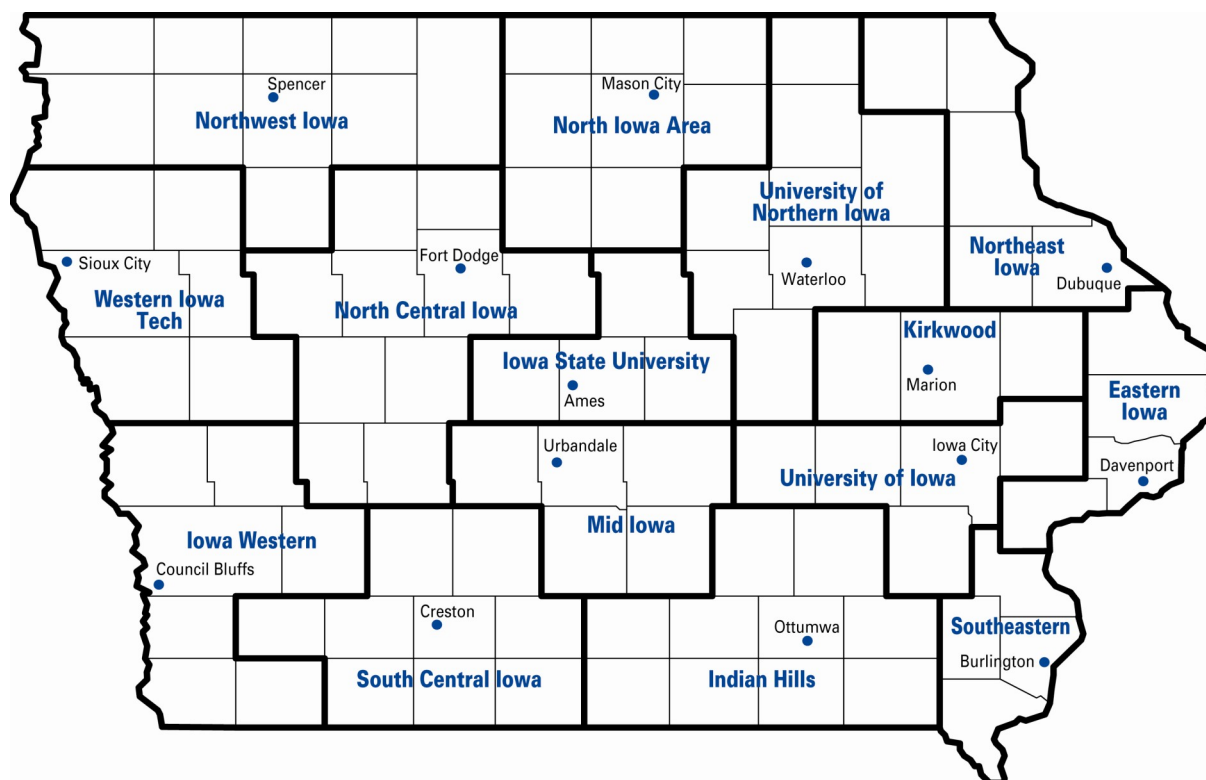 Spencer
Northwest Iowa
Mason City
North Iowa Area
University of
Northern Iowa
Northeast
Iowa
Dubuque
Sioux City
Western Iowa
Tech
Fort Dodge
North Central Iowa
Waterloo
Kirkwood
Marion
Iowa State University
Ames
Eastern
Iowa
Davenport
Urbandale
Mid Iowa
Iowa City
University of Iowa
Iowa Western
Council Bluffs
Creston
South Central Iowa
Ottumwa
Indian Hills
Southeastern
Burlington